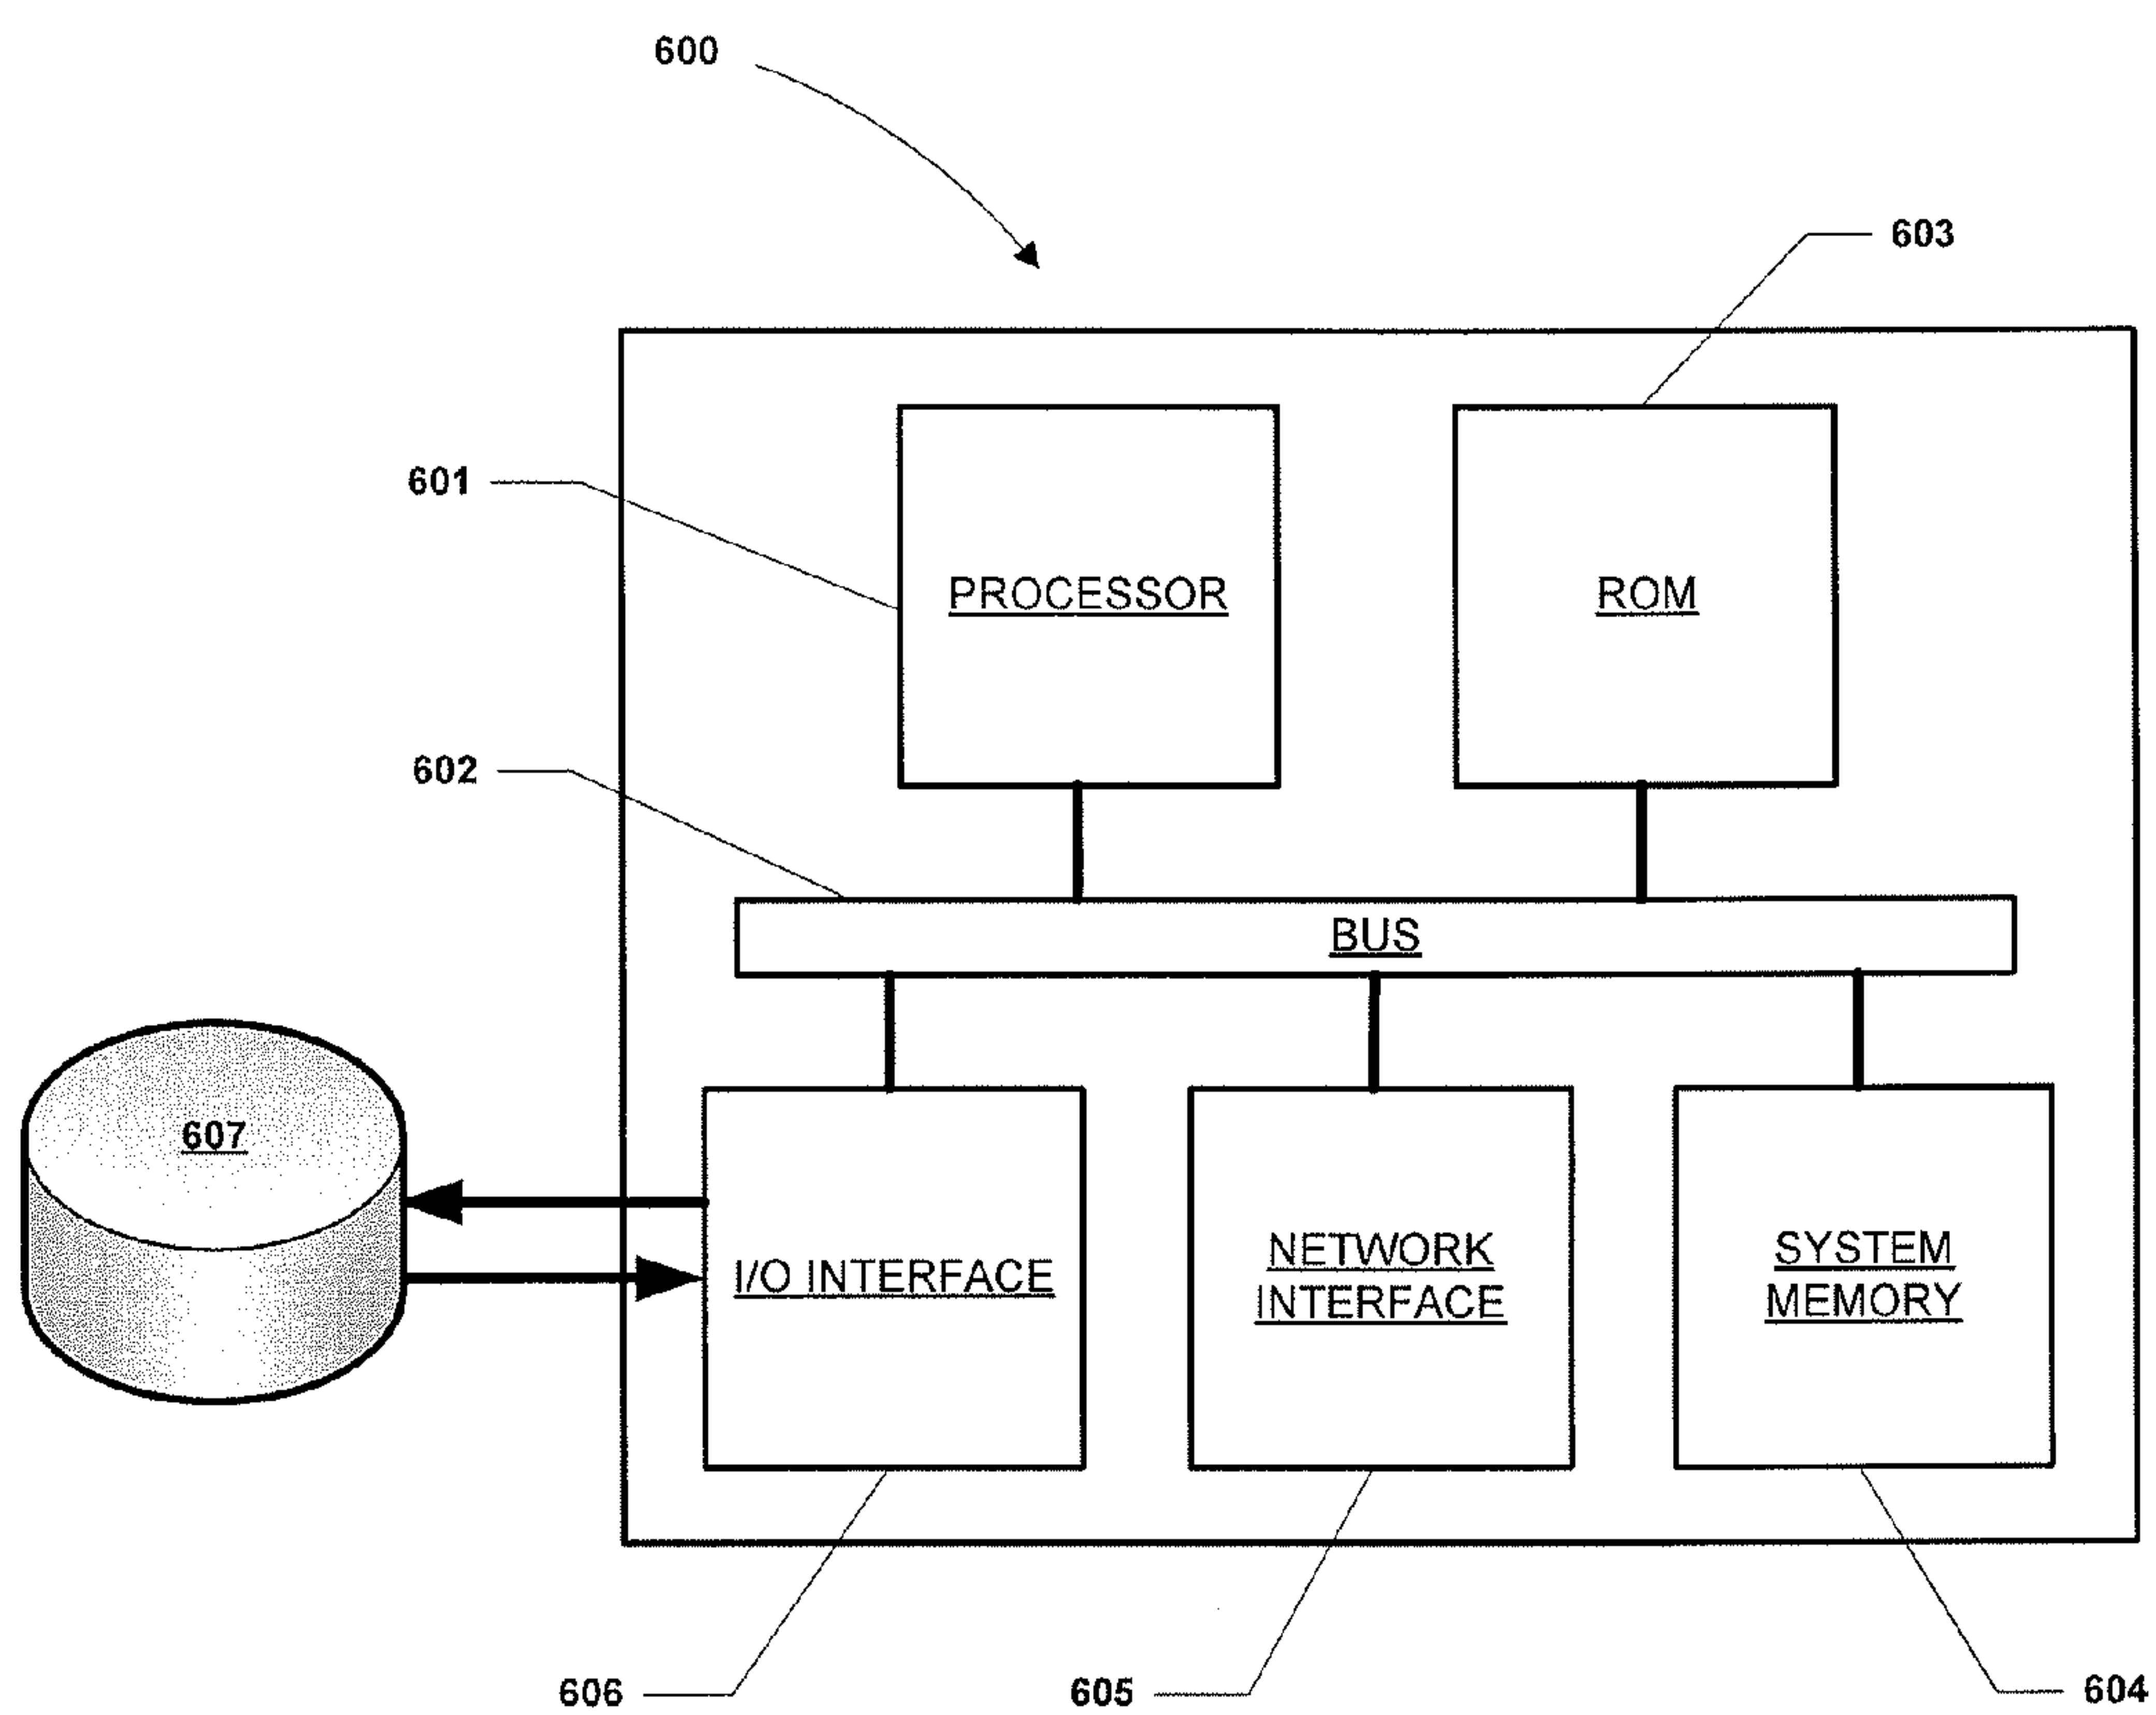 600
603
601
PROCESSOR
ROM
602
BUS
607
I/O INTERFACE
NETWORK
INTERFACE
SYSTEM
MEMORY
606
605
604